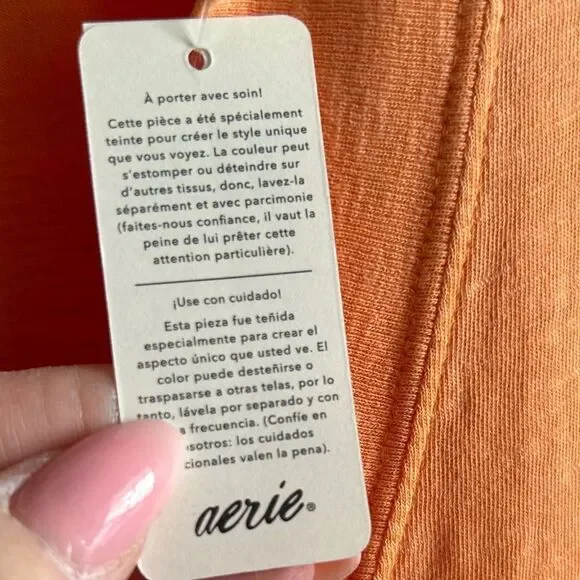 À porter avec soin!
Cette pièce a été spécialement
teinte pour créer le style unique
que vous voyez. La couleur peut
s'estomper ou déteindre sur
d'autres tissus, donc, lavez-la
séparément et avec parcimonie
(faites-nous confiance, il vaut la
peine de lui prêter cette
attention particulière).
¡Use con cuidado!
Esta pieza fue teñida
especialmente para crear el
aspecto único que usted ve. El
color puede desteñirse o
traspasarse a otras telas, por lo
tanto, lávela por separado y con
frecuencia. (Confíe en
los cuidados
valen la pena).
aerie®